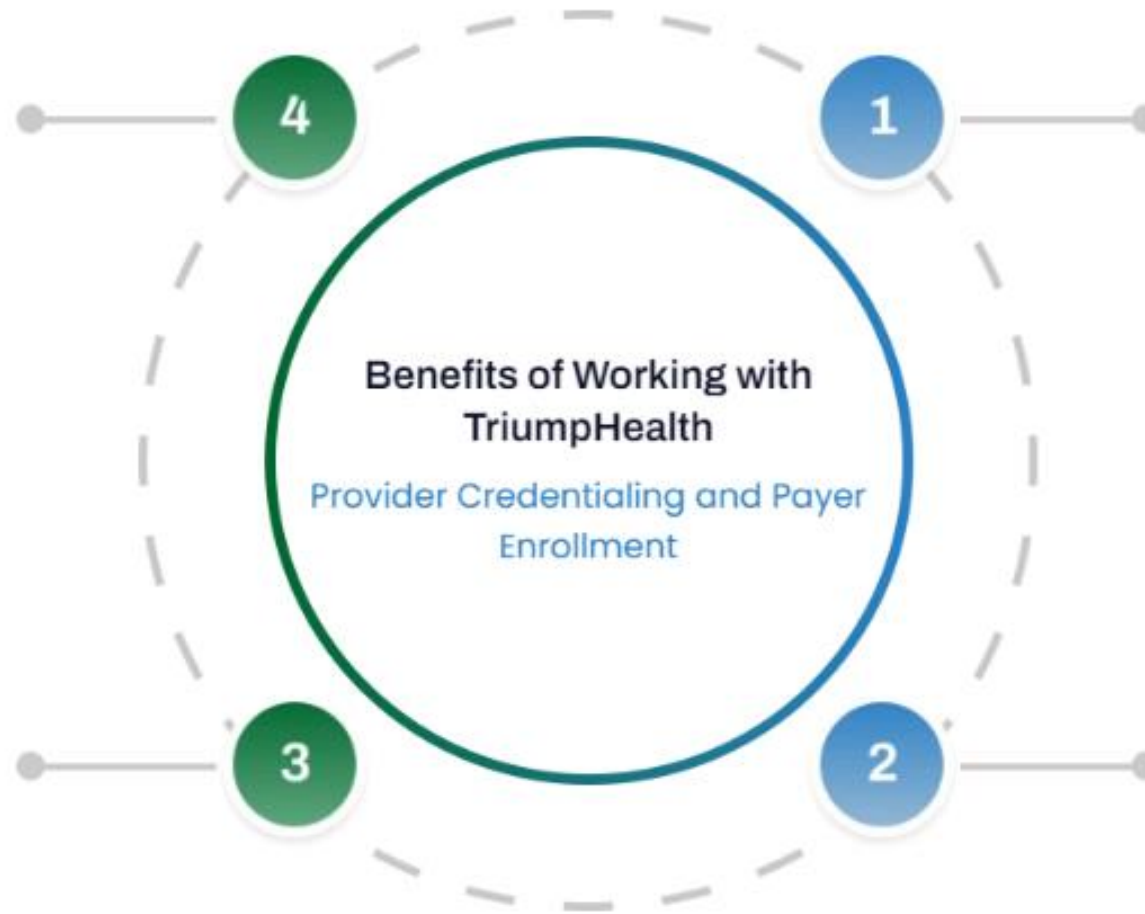 4
1
Benefits of Working with
TriumpHealth
Provider Credentialing and Payer
Enrollment
3
2